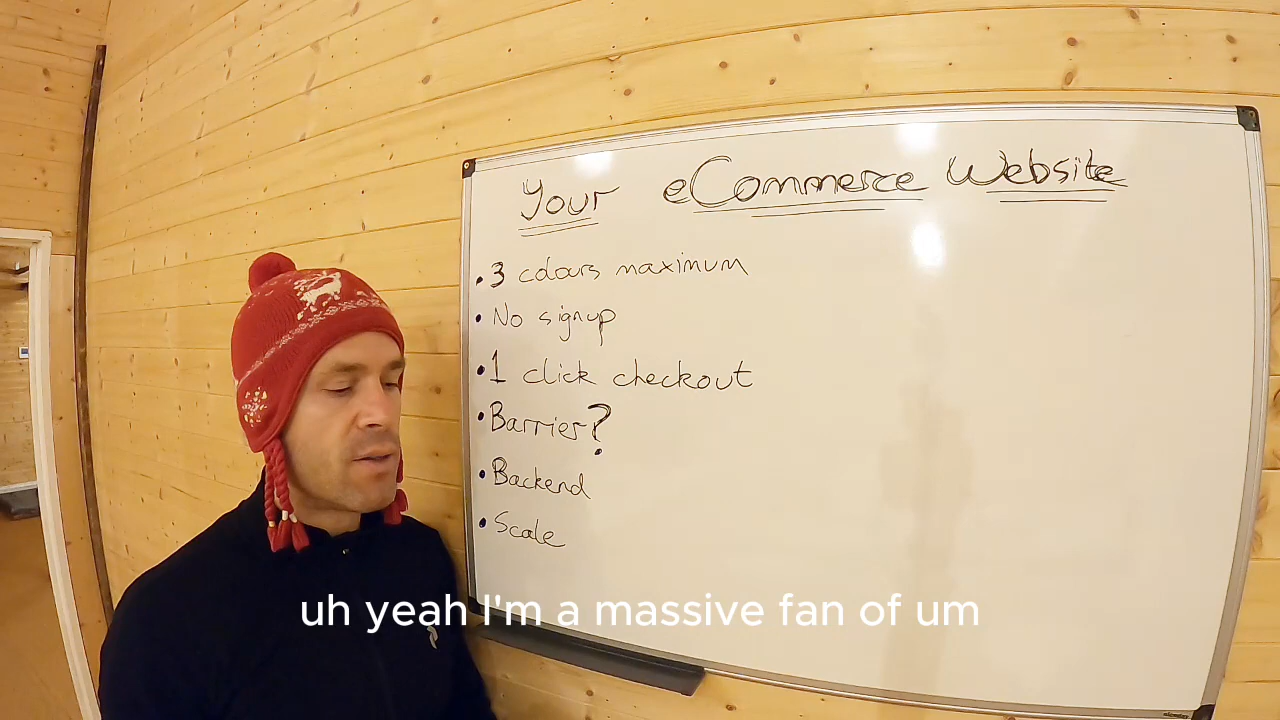 Your eCommerce Website
• 3 colours maximum
• No signup
• 1 click checkout
• Barrier?
• Backend
• Scale
uh yeah I'm a massive fan of um